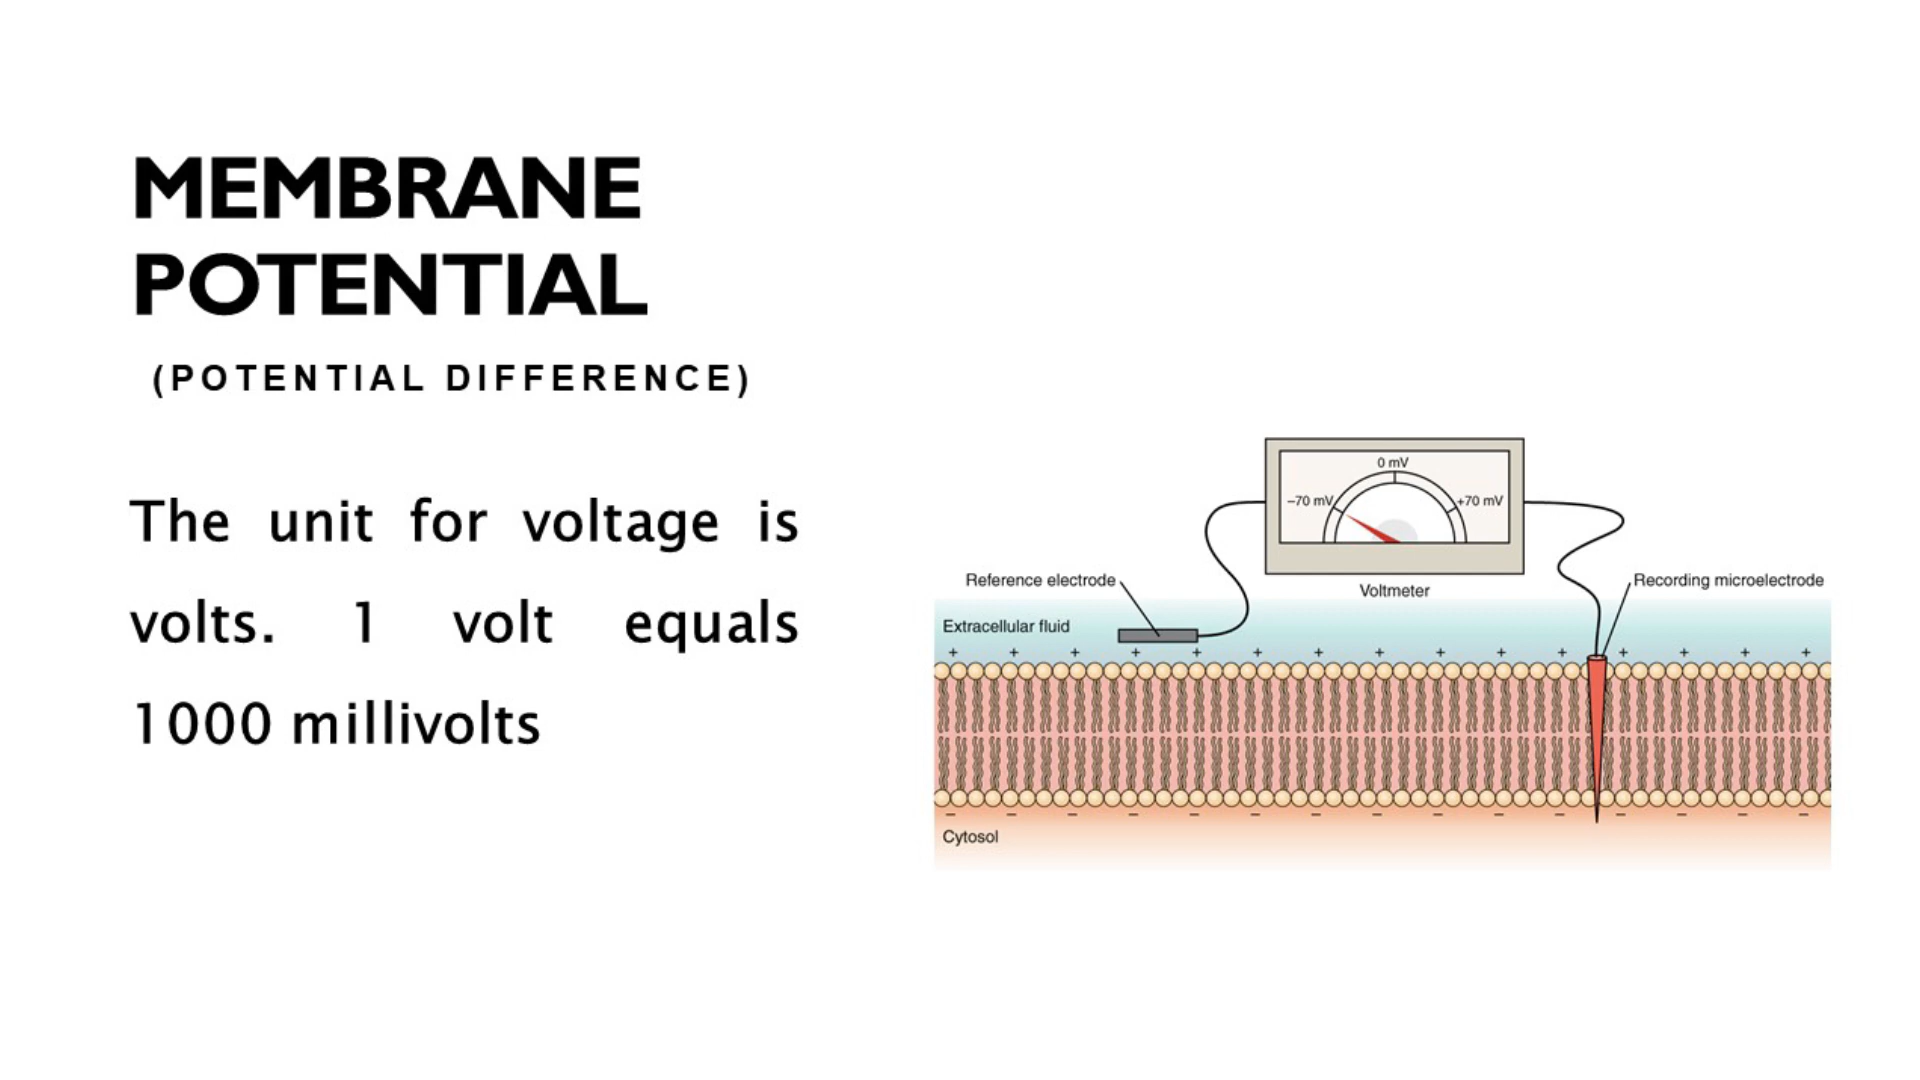 MEMBRANE
POTENTIAL
(POTENTIAL DIFFERENCE)
The unit for voltage is
volts. 1 volt equals
1000 millivolts
0 mV
–70 mV
+70 mV
Voltmeter
Reference electrode
Recording microelectrode
Extracellular fluid
+ + + + + + + + + + + + + + +
– – – – – – – – – – – – – – –
Cytosol